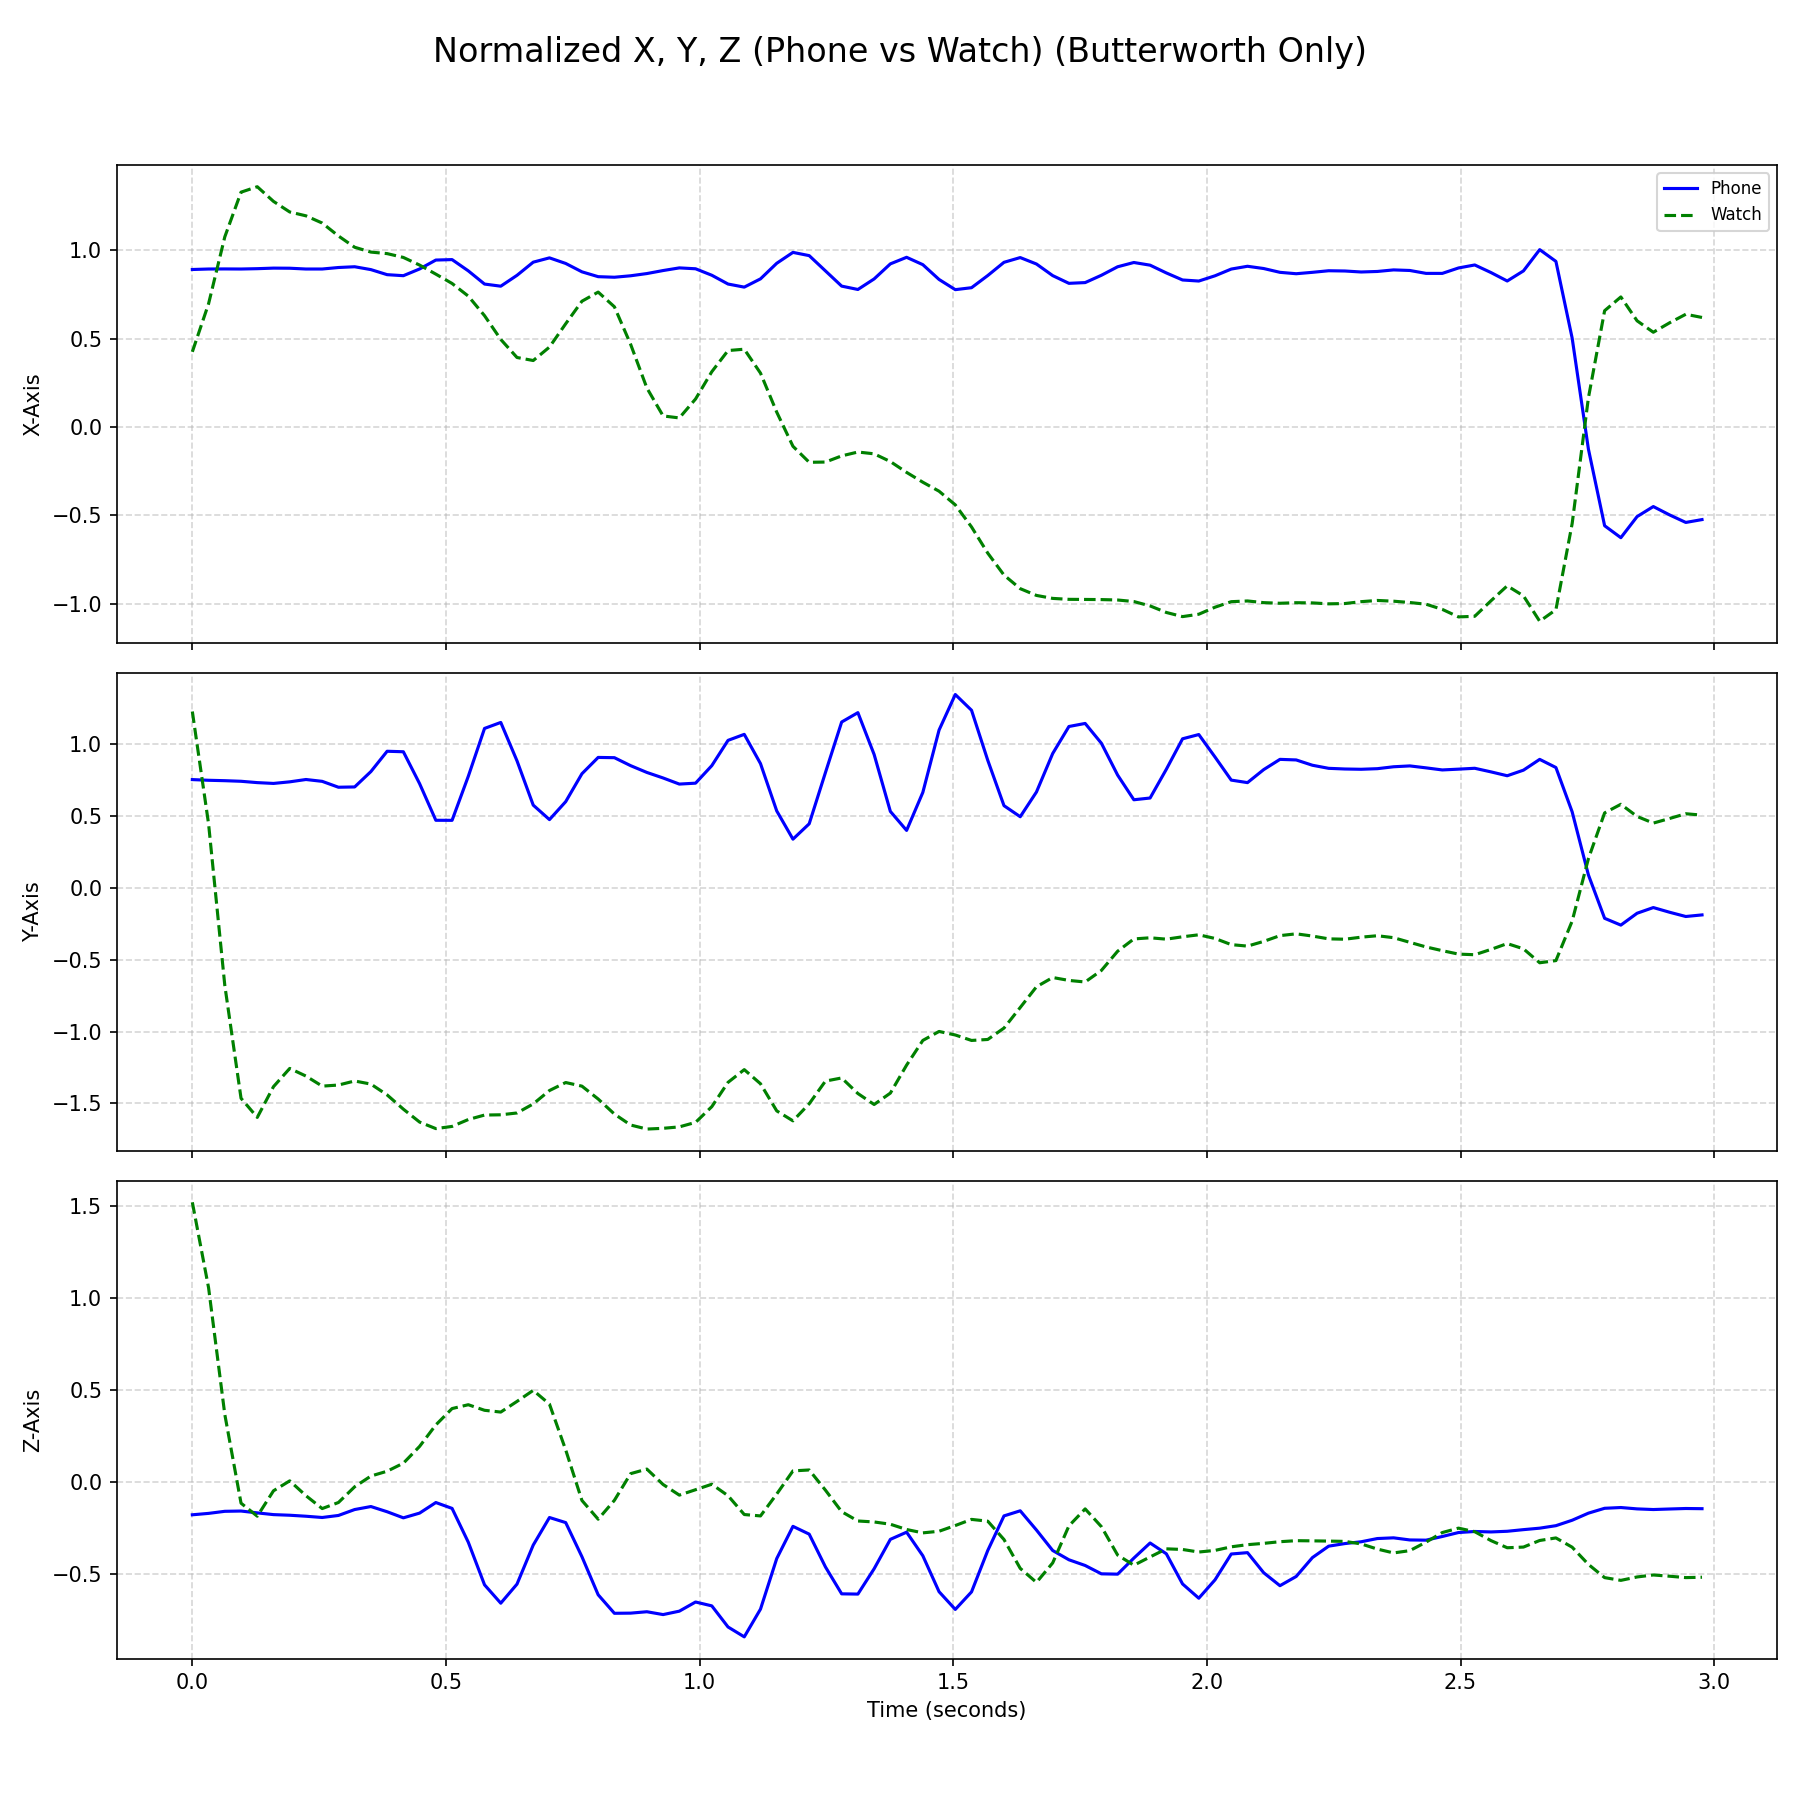 Normalized X, Y, Z (Phone vs Watch) (Butterworth Only)
Phone
Watch
1.0
0.5
0.0
−0.5
−1.0
X-Axis
1.0
0.5
0.0
−0.5
−1.0
−1.5
Y-Axis
1.5
1.0
0.5
0.0
−0.5
Z-Axis
0.0 0.5 1.0 1.5 2.0 2.5 3.0
Time (seconds)